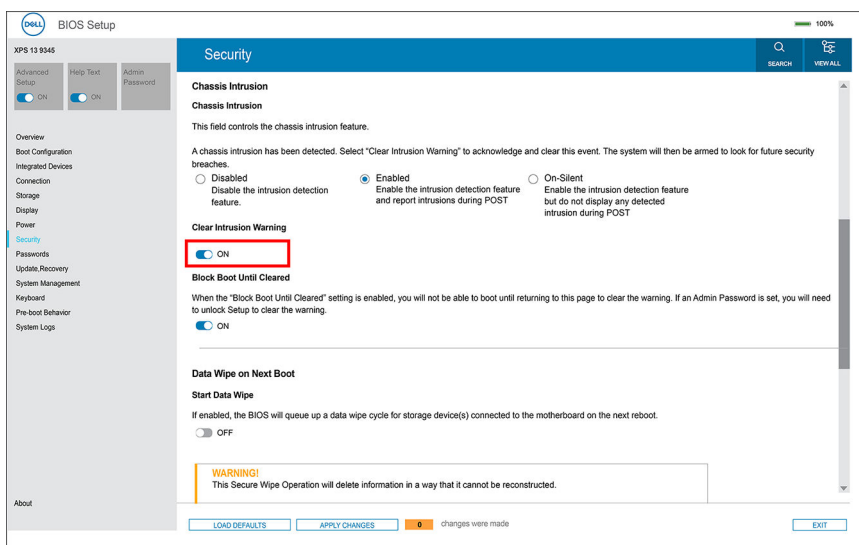 DELL BIOS Setup 100%
XPS 13 9345
Advanced Setup ON
Help Text ON
Admin Password
Overview
Boot Configuration
Integrated Devices
Connection
Storage
Display
Power
Security
Passwords
Update,Recovery
System Management
Keyboard
Pre-boot Behavior
System Logs
About
Security
SEARCH
VIEW ALL
Chassis Intrusion
Chassis Intrusion
This field controls the chassis intrusion feature.
A chassis intrusion has been detected. Select “Clear Intrusion Warning” to acknowledge and clear this event. The system will then be armed to look for future security
breaches.
Disabled
Disable the intrusion detection
feature.
Enabled
Enable the intrusion detection feature
and report intrusions during POST
On-Silent
Enable the intrusion detection feature
but do not display any detected
intrusion during POST
Clear Intrusion Warning
ON
Block Boot Until Cleared
When the “Block Boot Until Cleared” setting is enabled, you will not be able to boot until returning to this page to clear the warning. If an Admin Password is set, you will need
to unlock Setup to clear the warning.
ON
Data Wipe on Next Boot
Start Data Wipe
If enabled, the BIOS will queue up a data wipe cycle for storage device(s) connected to the motherboard on the next reboot.
OFF
WARNING!
This Secure Wipe Operation will delete information in a way that it cannot be reconstructed.
LOAD DEFAULTS APPLY CHANGES 0 changes were made EXIT